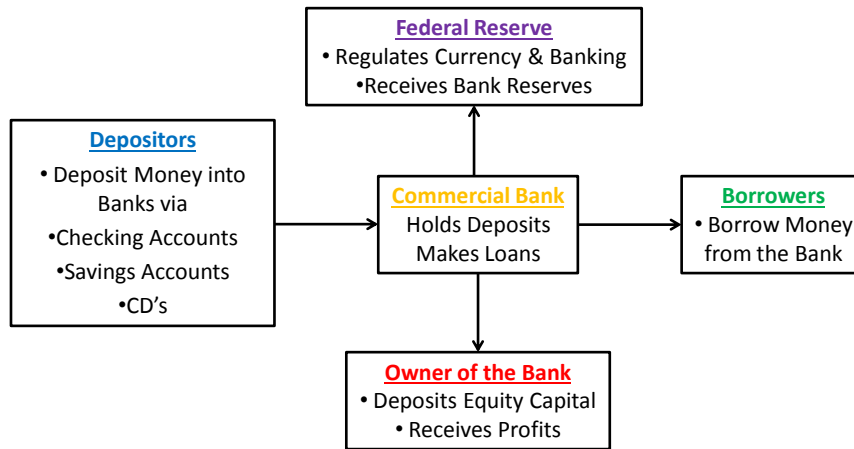 Federal Reserve
• Regulates Currency & Banking
•Receives Bank Reserves
Depositors
• Deposit Money into
Banks via
•Checking Accounts
•Savings Accounts
•CD's
Commercial Bank
Holds Deposits
Makes Loans
Borrowers
• Borrow Money
from the Bank
Owner of the Bank
• Deposits Equity Capital
• Receives Profits